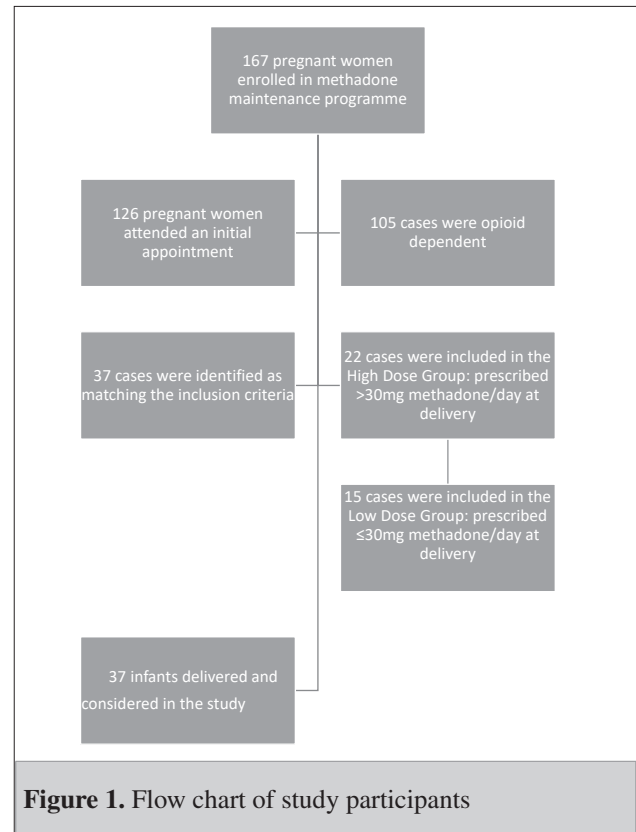 167 pregnant women
enrolled in methadone
maintenance programme
126 pregnant women
attended an initial
appointment
105 cases were opioid
dependent
37 cases were identified as
matching the inclusion criteria
22 cases were included in the
High Dose Group: prescribed
>30mg methadone/day at
delivery
15 cases were included in the
Low Dose Group: prescribed
≤30mg methadone/day at
delivery
37 infants delivered and
considered in the study
Figure 1. Flow chart of study participants